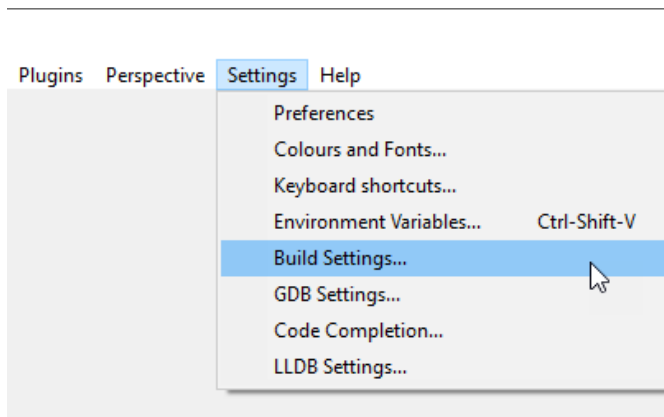 Plugins Perspective Settings Help
Preferences
Colours and Fonts...
Keyboard shortcuts...
Environment Variables... Ctrl-Shift-V
Build Settings...
GDB Settings...
Code Completion...
LLDB Settings...